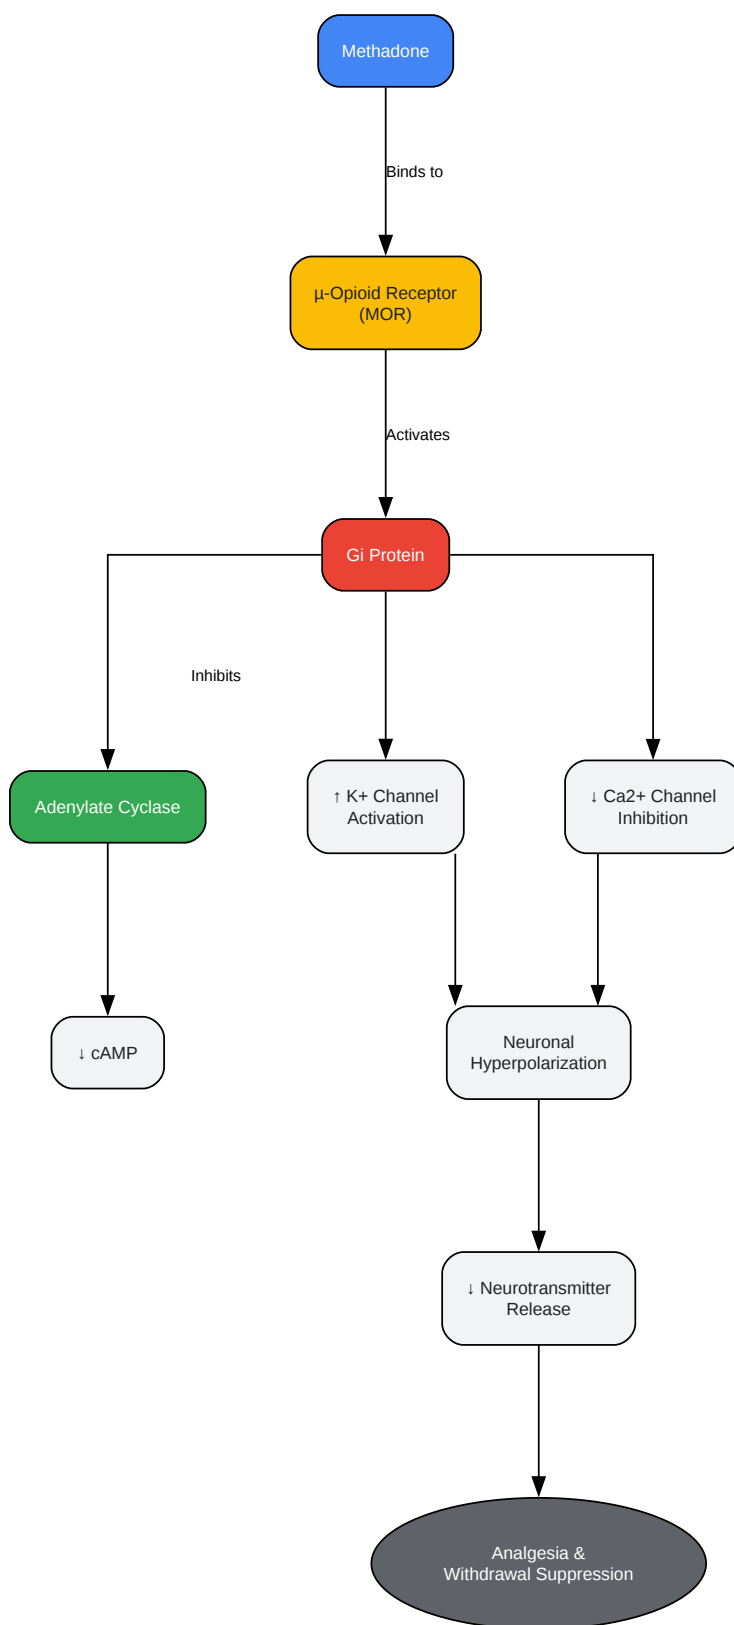 Methadone
Binds to
µ-Opioid Receptor
(MOR)
Activates
Gi Protein
Inhibits
Adenylate Cyclase
↑ K+ Channel
Activation
↓ Ca2+ Channel
Inhibition
↓ cAMP
Neuronal
Hyperpolarization
↓ Neurotransmitter
Release
Analgesia &
Withdrawal Suppression